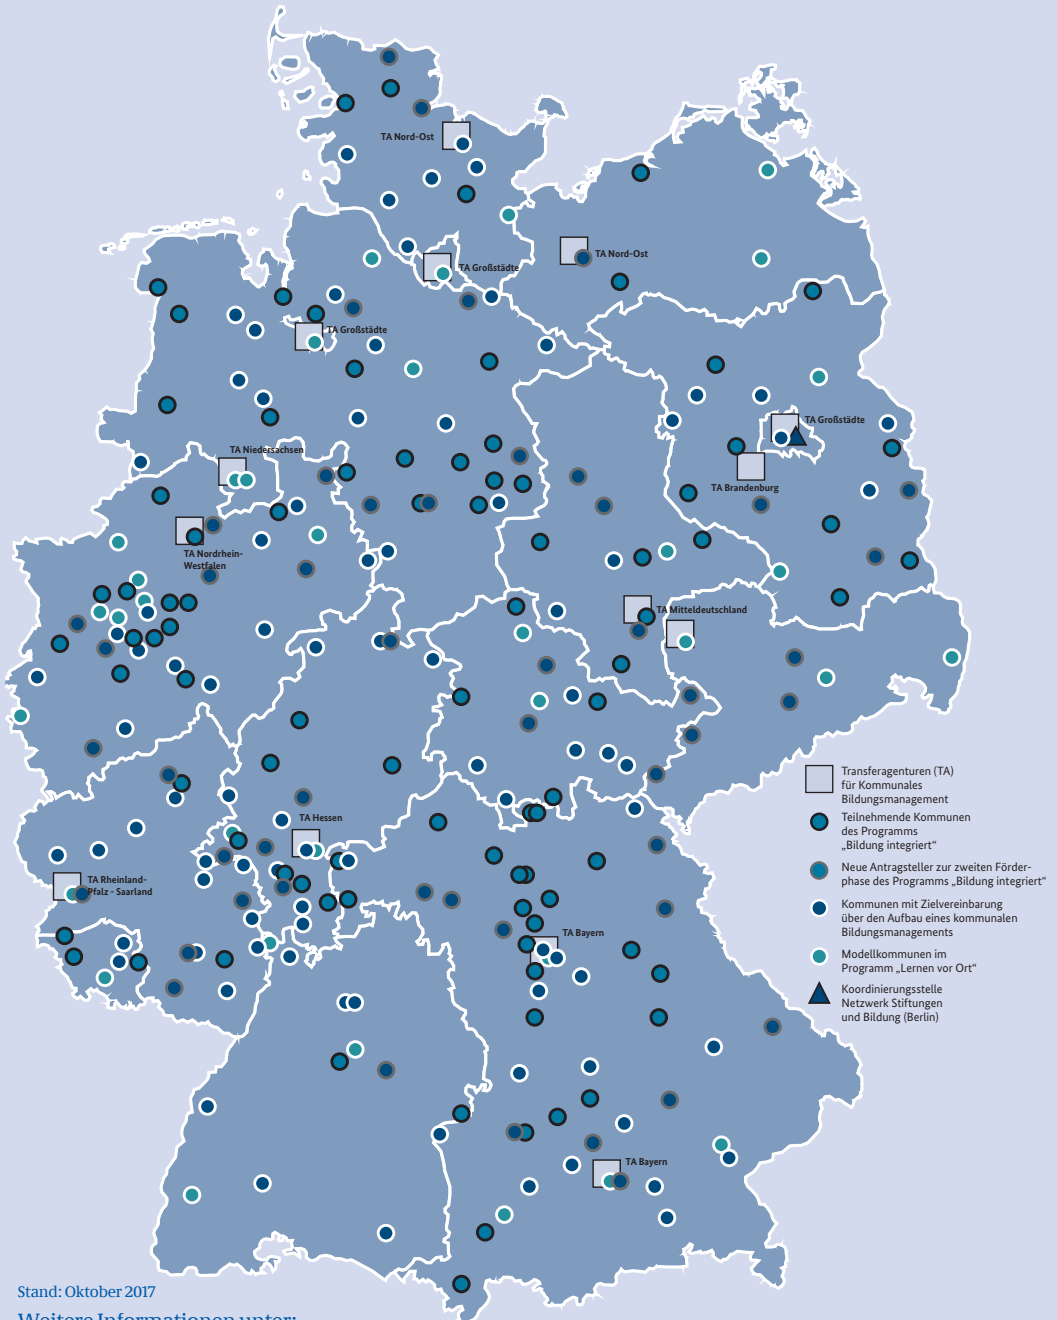 TA Nord-Ost
TA Nord-Ost
TA Großstädte
TA Großstädte
TA Großstädte
TA Niedersachsen
TA Brandenburg
TA Nordrhein-
Westfalen
TA Mitteldeutschland
TA Hessen
TA Rheinland-
Pfalz - Saarland
TA Bayern
TA Bayern
Transferagenturen (TA)
für Kommunales
Bildungsmanagement
Teilnehmende Kommunen
des Programms
„Bildung integriert“
Neue Antragsteller zur zweiten Förder-
phase des Programms „Bildung integriert“
Kommunen mit Zielvereinbarung
über den Aufbau eines kommunalen
Bildungsmanagements
Modellkommunen im
Programm „Lernen vor Ort“
Koordinierungsstelle
Netzwerk Stiftungen
und Bildung (Berlin)
Stand: Oktober 2017
Weitere Informationen unter: